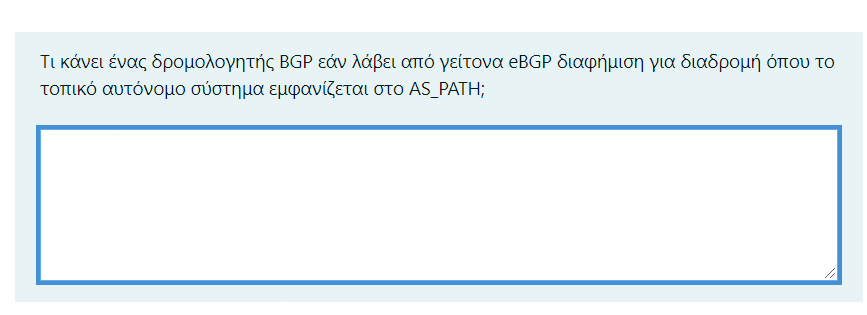 Τι κάνει ένας δρομολογητής BGP εάν λάβει από γείτονα eBGP διαφήμιση για διαδρομή όπου το
τοπικό αυτόνομο σύστημα εμφανίζεται στο AS_PATH;